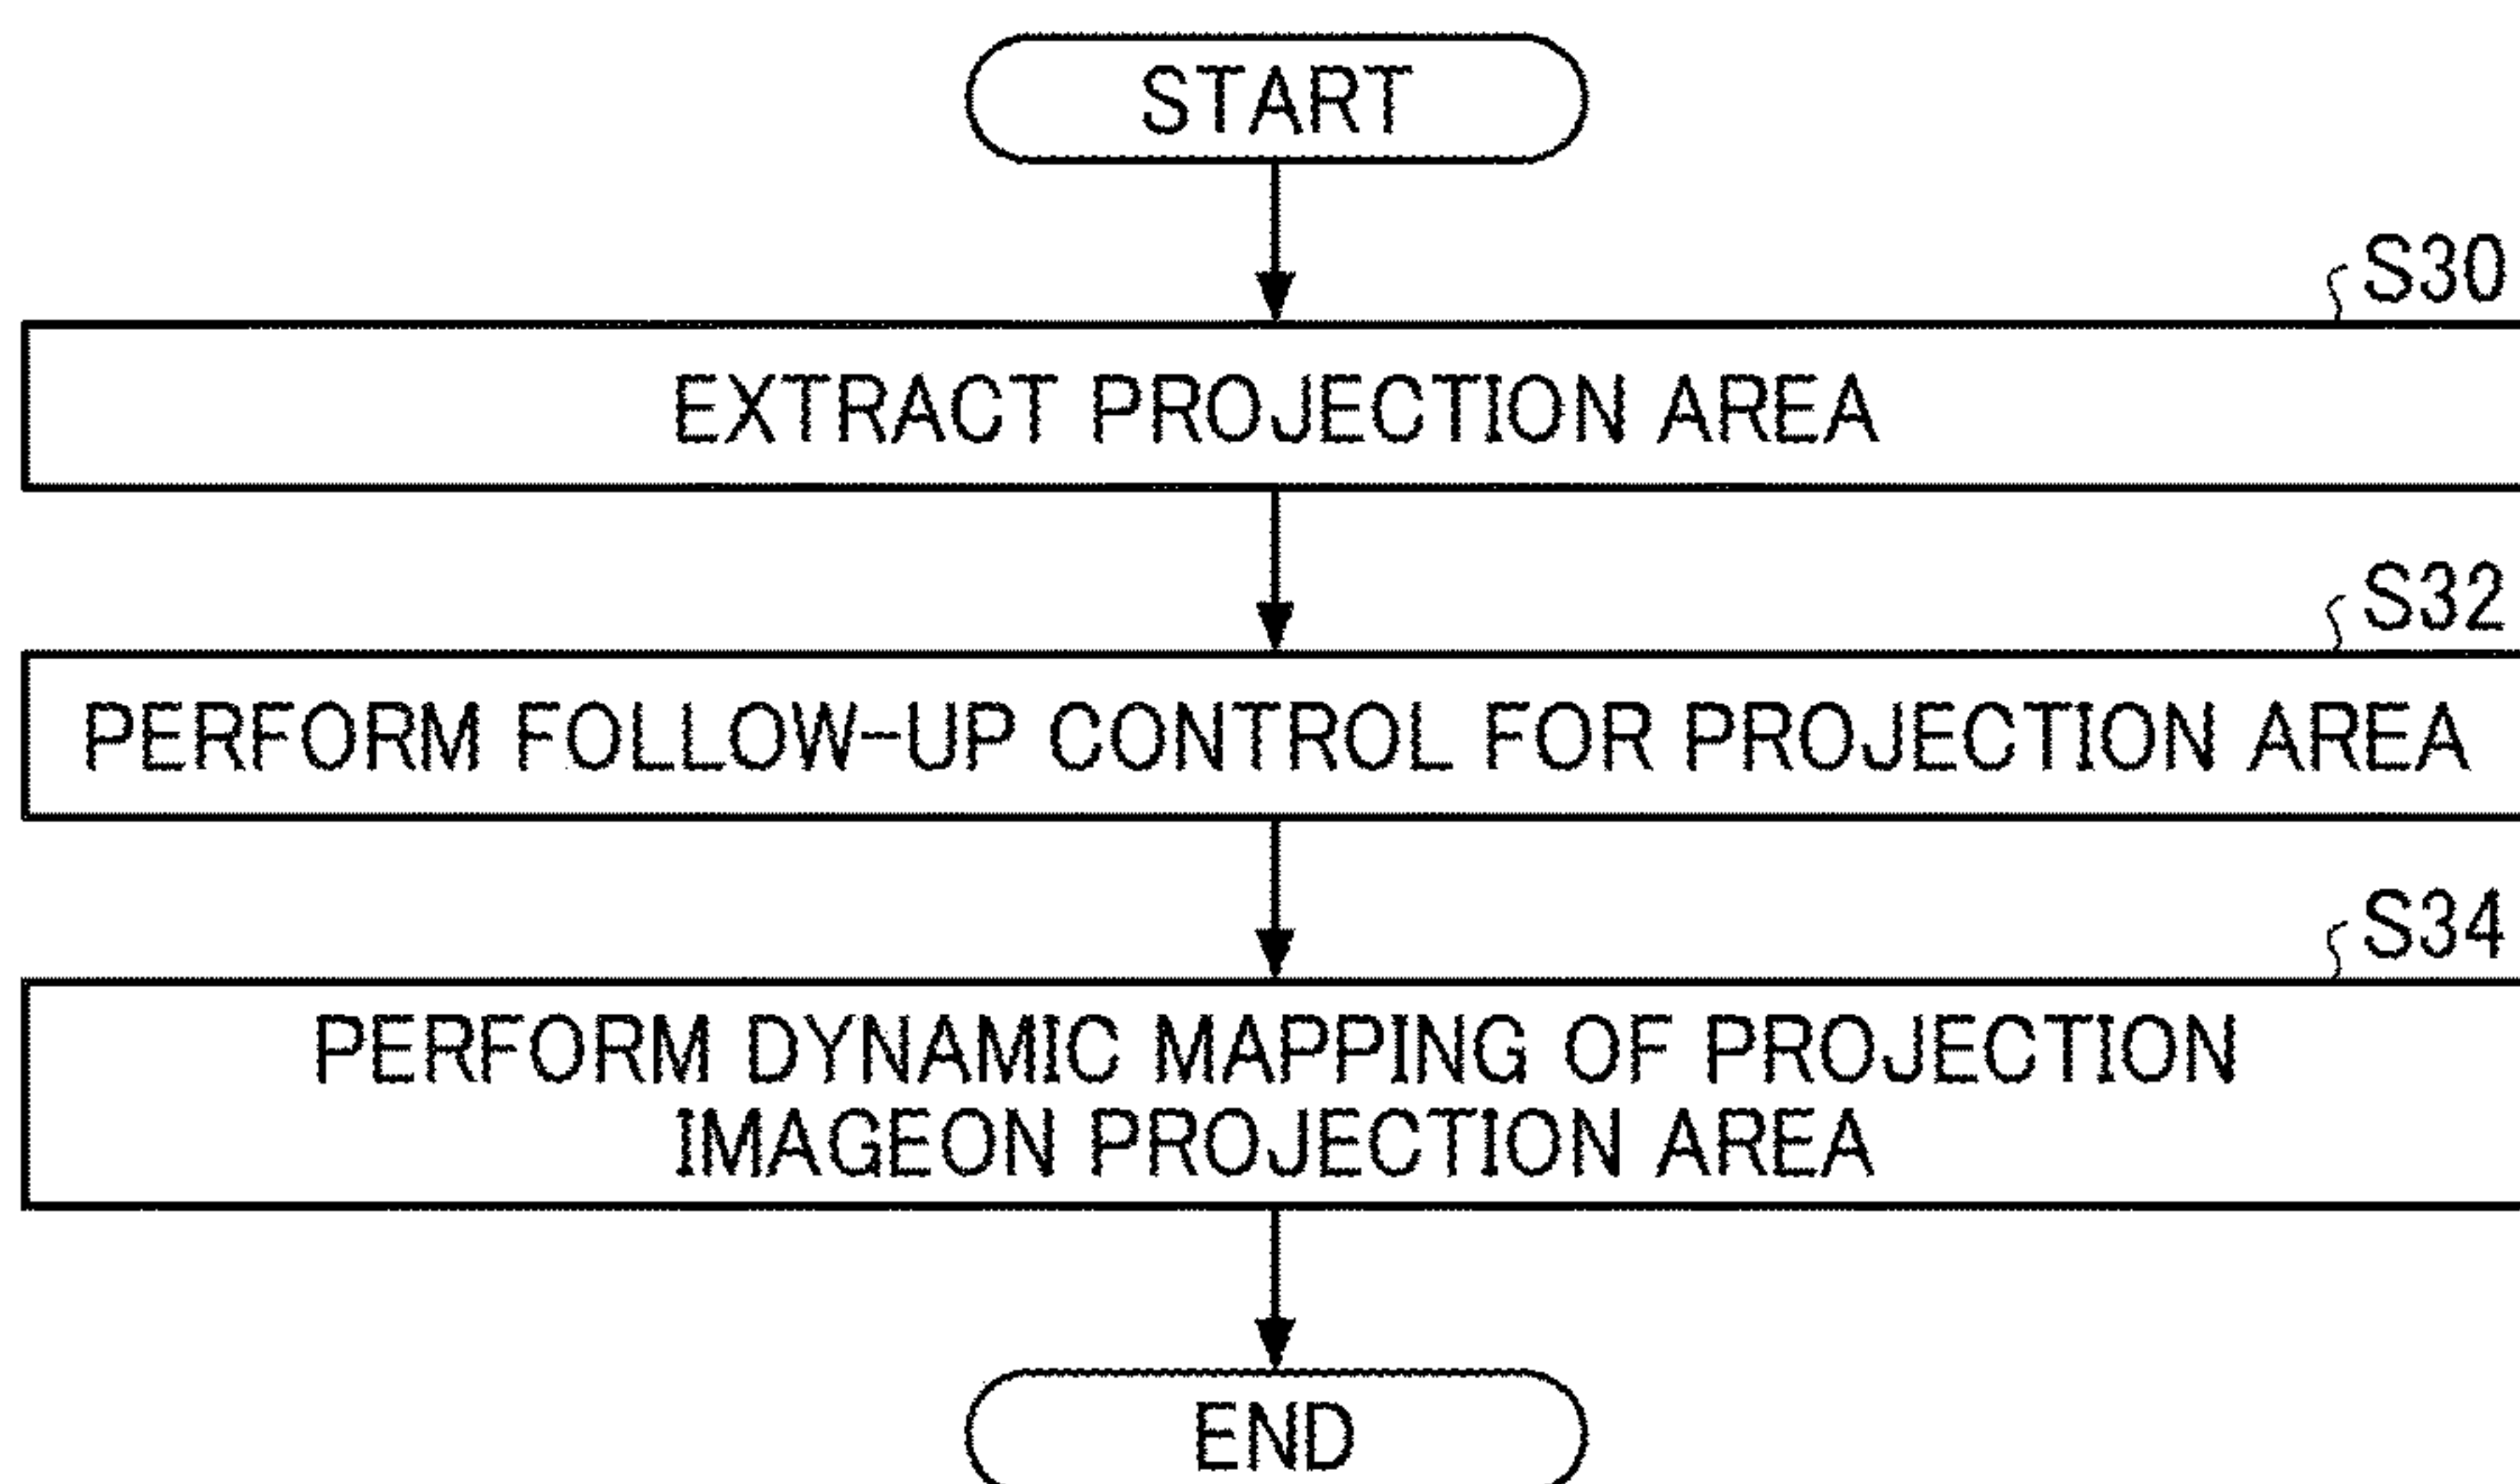 START
S30
EXTRACT PROJECTION AREA
S32
PERFORM FOLLOW-UP CONTROL FOR PROJECTION AREA
S34
PERFORM DYNAMIC MAPPING OF PROJECTION
IMAGEON PROJECTION AREA
END